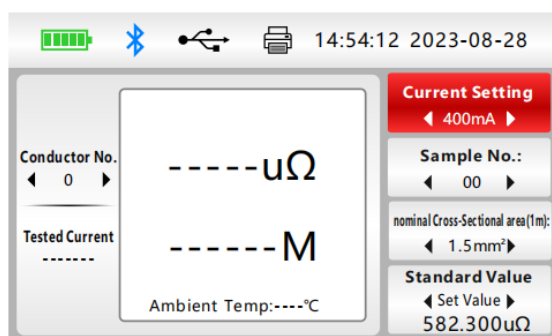 14:54:12 2023-08-28
Conductor No.
0
Tested Current
-------
-----uΩ
------M
Ambient Temp:----℃
Current Setting
400mA
Sample No.:
00
nominal Cross-Sectional area(1m):
1.5mm²
Standard Value
Set Value
582.300uΩ